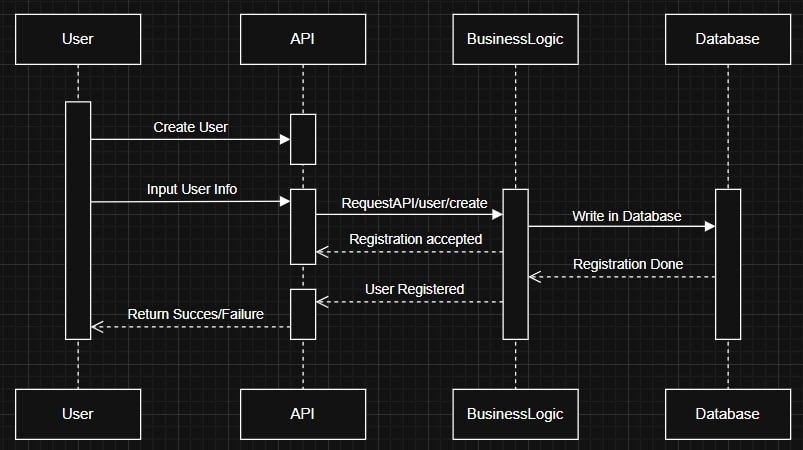 User
API
BusinessLogic
Database
Create User
Input User Info
RequestAPI/user/create
Write in Database
Registration accepted
Registration Done
User Registered
Return Succes/Failure
User
API
BusinessLogic
Database